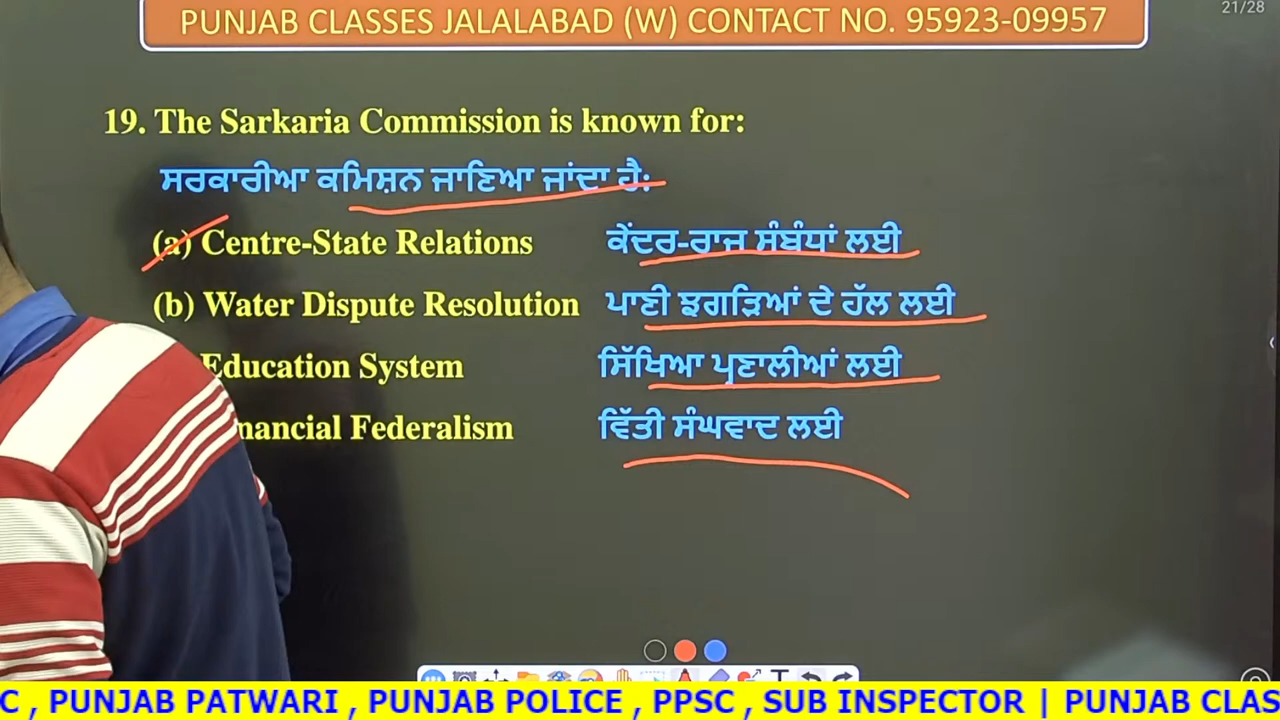 PUNJAB CLASSES JALALABAD (W) CONTACT NO. 95923-09957
21/28
19. The Sarkaria Commission is known for:
ਸਰਕਾਰੀਆ ਕਮਿਸ਼ਨ ਜਾਣਿਆ ਜਾਂਦਾ ਹੈ:
(a) Centre-State Relations ਕੇਂਦਰ-ਰਾਜ ਸੰਬੰਧਾਂ ਲਈ
(b) Water Dispute Resolution ਪਾਣੀ ਝਗੜਿਆਂ ਦੇ ਹੱਲ ਲਈ
Education System ਸਿੱਖਿਆ ਪ੍ਰਣਾਲੀਆਂ ਲਈ
nancial Federalism ਵਿੱਤੀ ਸੰਘਵਾਦ ਲਈ
C , PUNJAB PATWARI , PUNJAB POLICE , PPSC , SUB INSPECTOR | PUNJAB CLAS